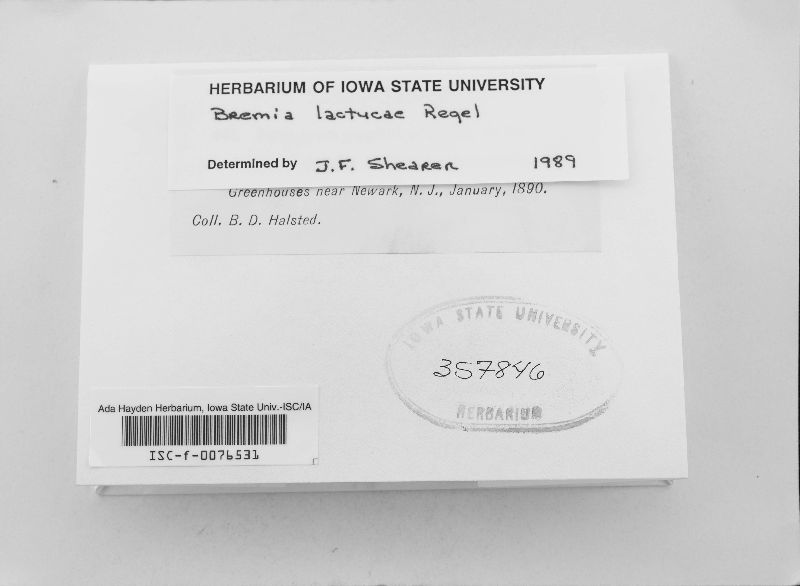 HERBARIUM OF IOWA STATE UNIVERSITY
Bremia lactucae Regel
Determined by J.F. Shearer 1989
Greenhouses near Newark, N. J., January, 1890.
Coll. B. D. Halsted.
IOWA STATE UNIVERSITY
357846
HERBARIUM
Ada Hayden Herbarium, Iowa State Univ.-ISC/IA
ISC-f-0076531